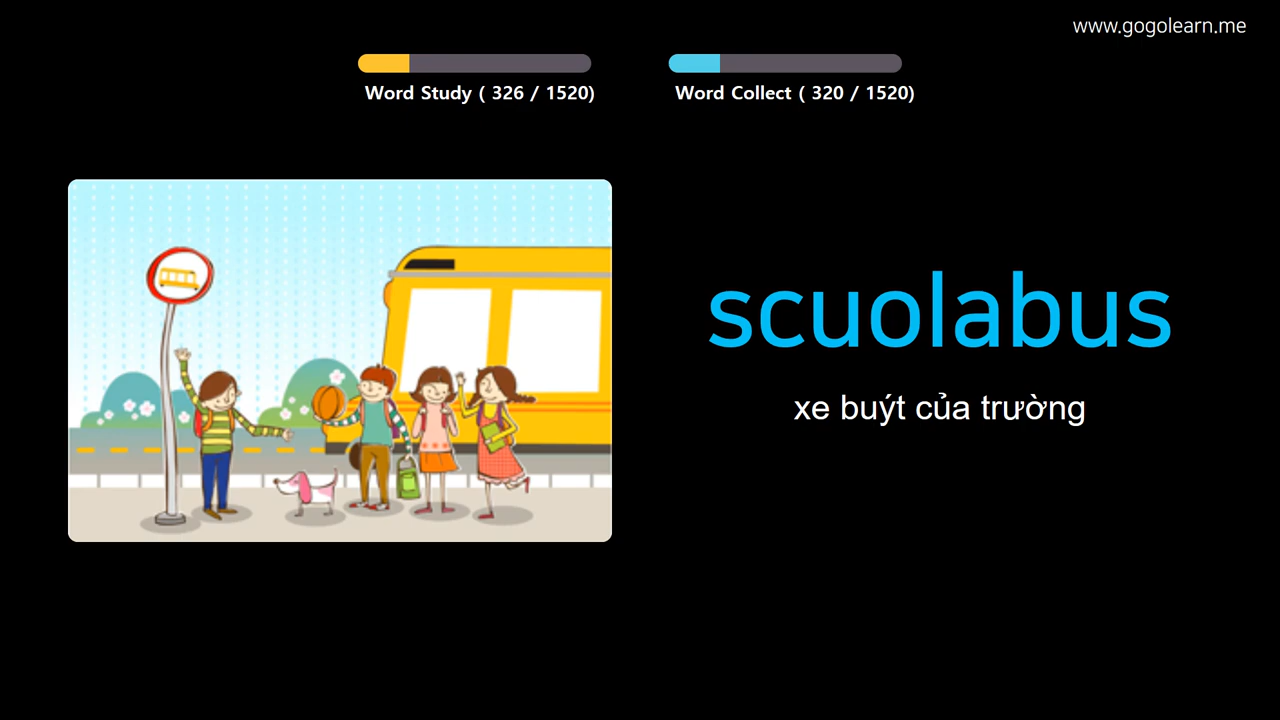 www.gogolearn.me
Word Study ( 326 / 1520)
Word Collect ( 320 / 1520)
scuolabus
xe buýt của trường